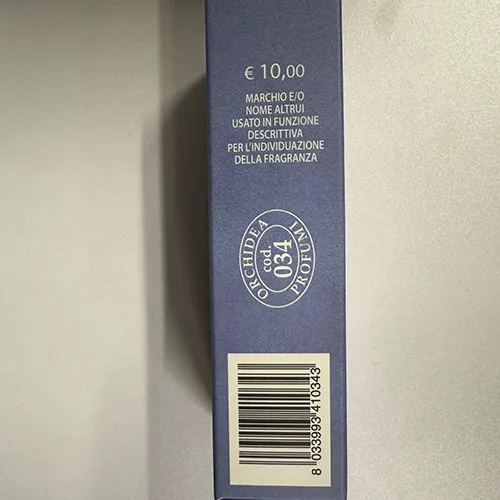 € 10,00
MARCHIO E/O
NOME ALTRUI
USATO IN FUNZIONE
DESCRITTIVA
PER L'INDIVIDUAZIONE
DELLA FRAGRANZA
ORCHIDEA
PROFUMI
cod.
034
8 033993 410343